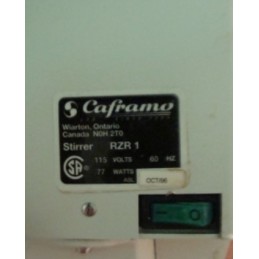 Caframo
Wiarton, Ontario
Canada N0H 2T0
Stirrer RZR 1
115 VOLTS 60 HZ
77 WATTS